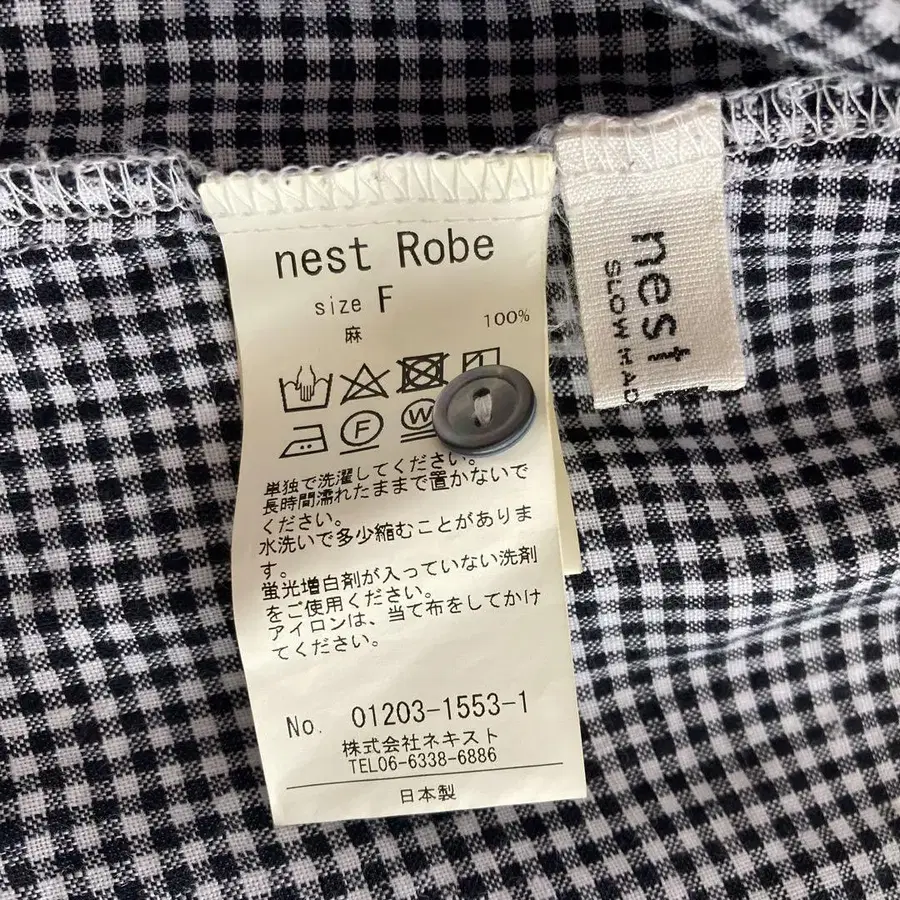 nest Robe
size F
麻 100%
F W
単独で洗濯してください。
長時間濡れたままで置かないで
ください。
水洗いで多少縮むことがありま
す。
蛍光増白剤が入っていない洗剤
をご使用ください。
アイロンは、当て布をしてかけ
てください。
No. 01203-1553-1
株式会社ネキスト
TEL06-6338-6886
日本製
nest
SLOW MAD